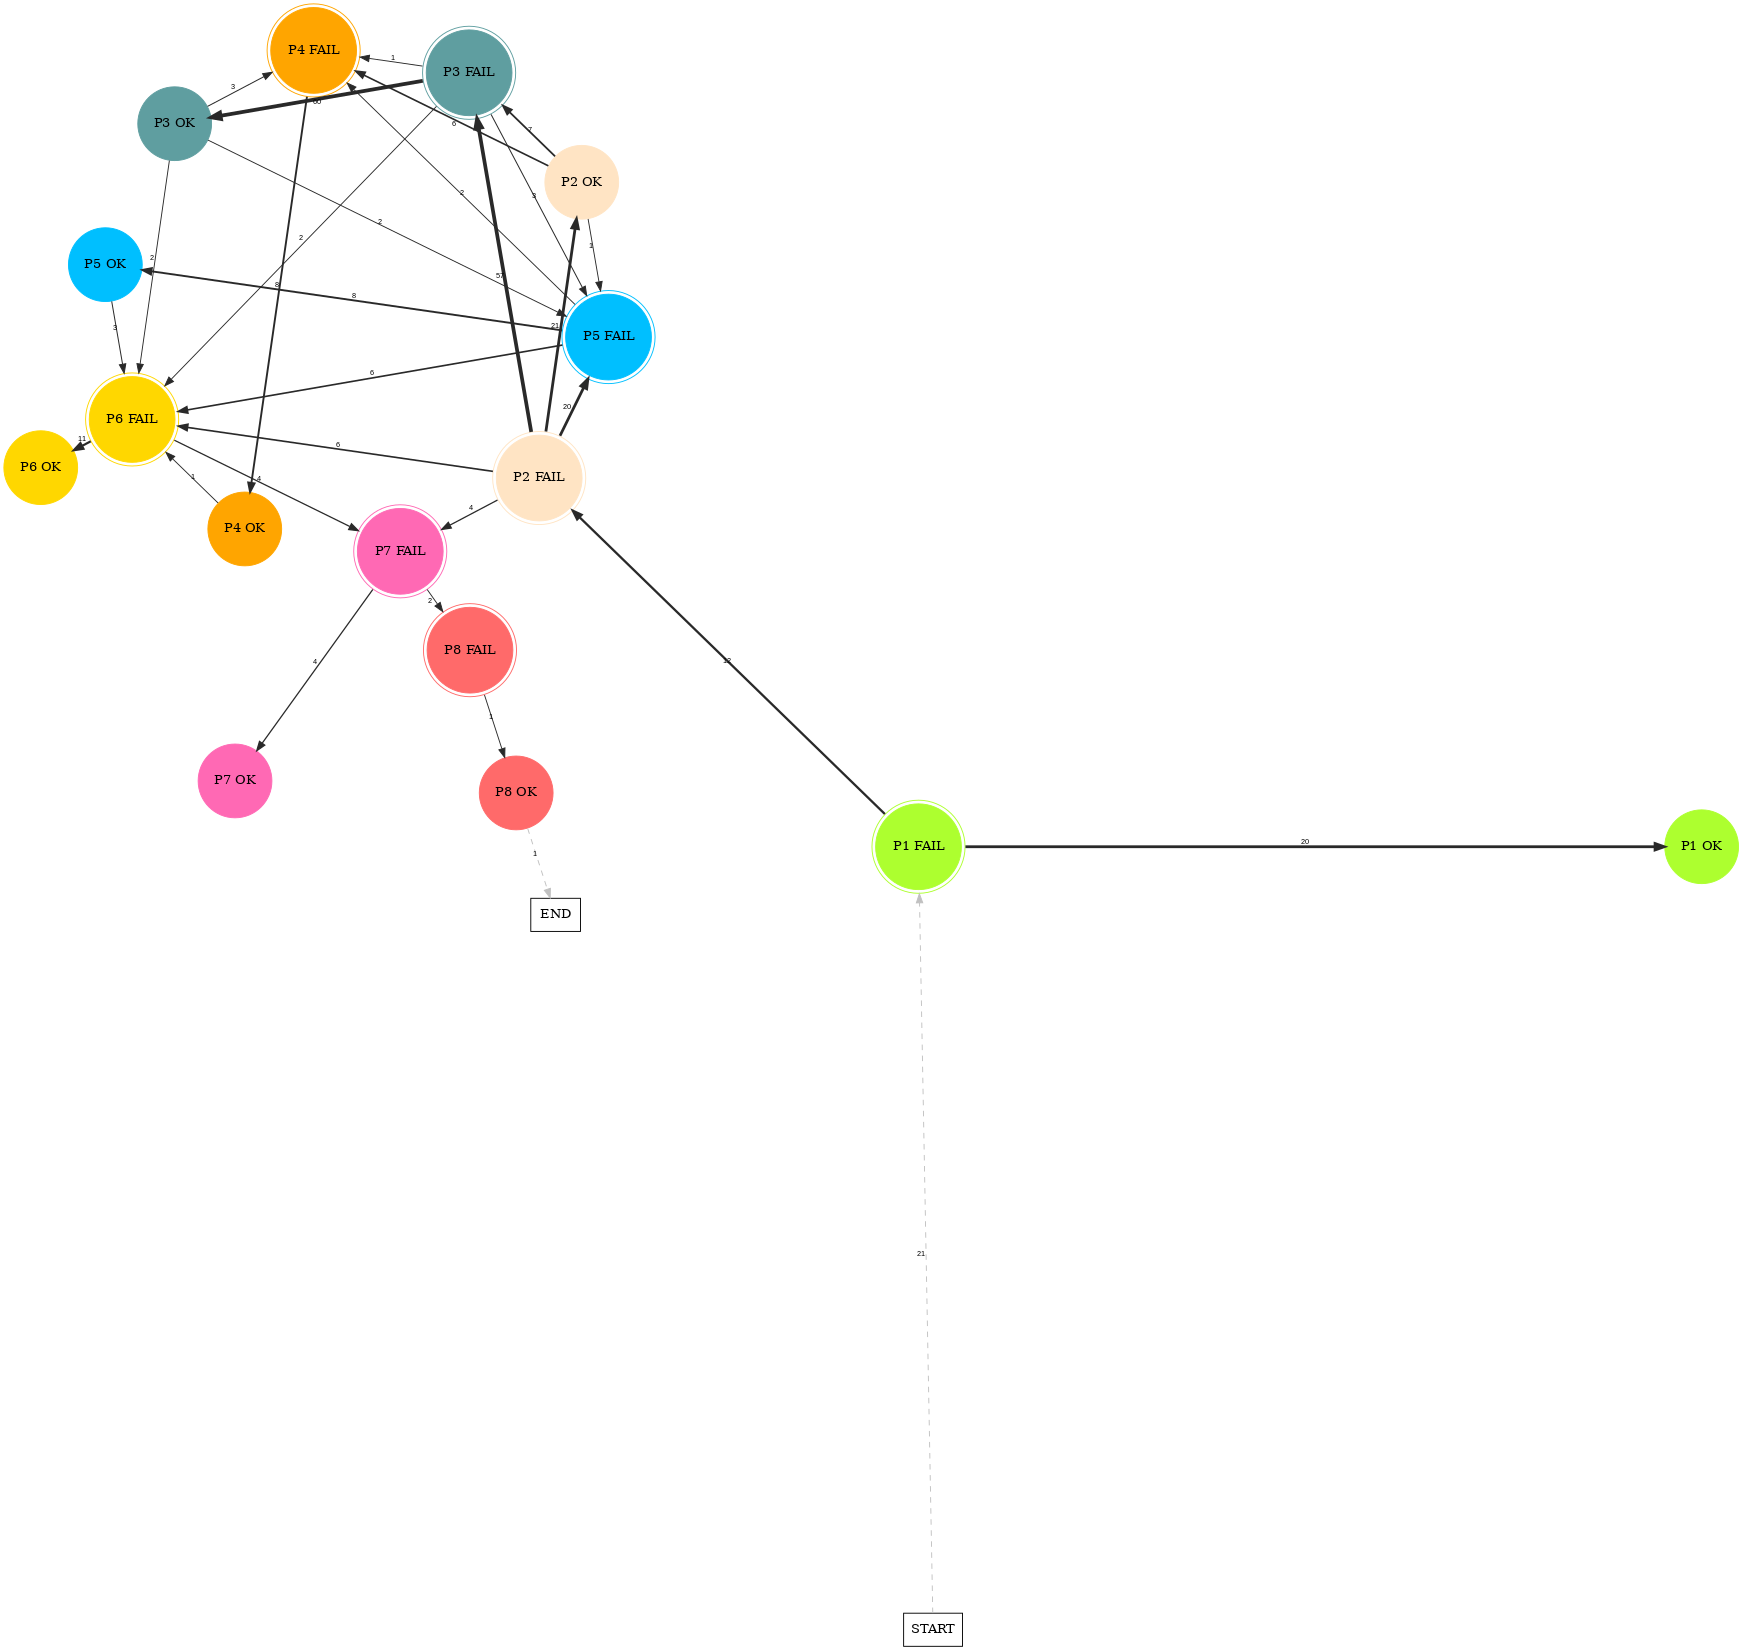 P4 FAIL
1
P3 FAIL
3
P3 OK
6
7
P2 OK
2
2
2
3
1
2
P5 OK
57
8
8
3
21
P5 FAIL
6
20
P6 FAIL
11
6
P6 OK
1
4
P2 FAIL
4
P4 OK
P7 FAIL
2
P8 FAIL
4
12
1
P7 OK
P8 OK
1
P1 FAIL
20
P1 OK
END
21
START